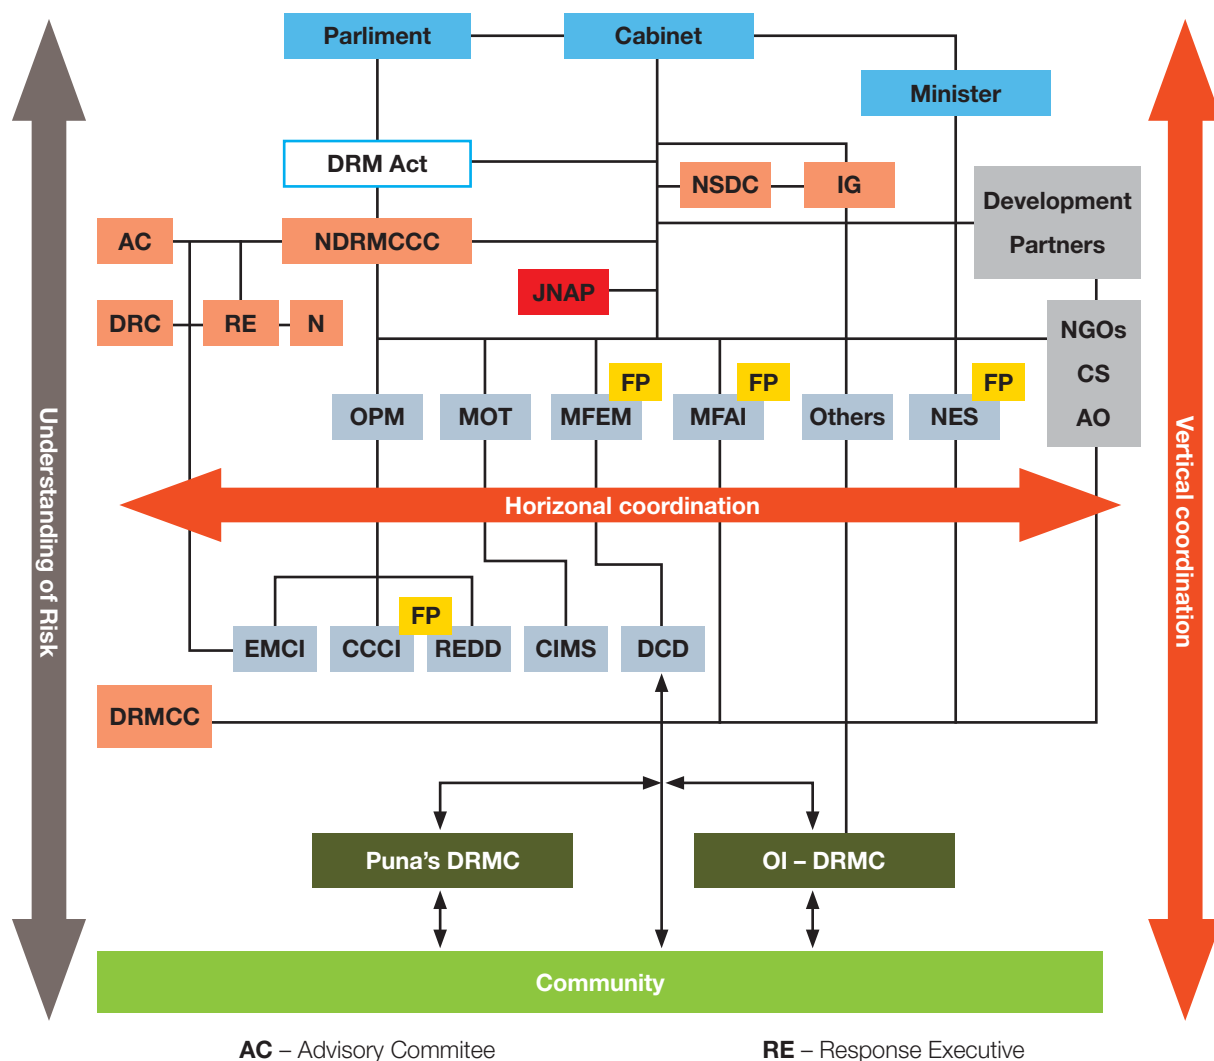 Parliment
Cabinet
Minister
DRM Act
NSDC
IG
Development
Partners
AC
NDRMCCC
JNAP
DRC
RE
N
NGOs
CS
AO
FP
FP
FP
OPM
MOT
MFEM
MFAI
Others
NES
Understanding of Risk
Vertical coordination
Horizonal coordination
FP
EMCI
CCCI
REDD
CIMS
DCD
DRMCC
Puna's DRMC
OI – DRMC
Community
AC – Advisory Commitee
RE – Response Executive